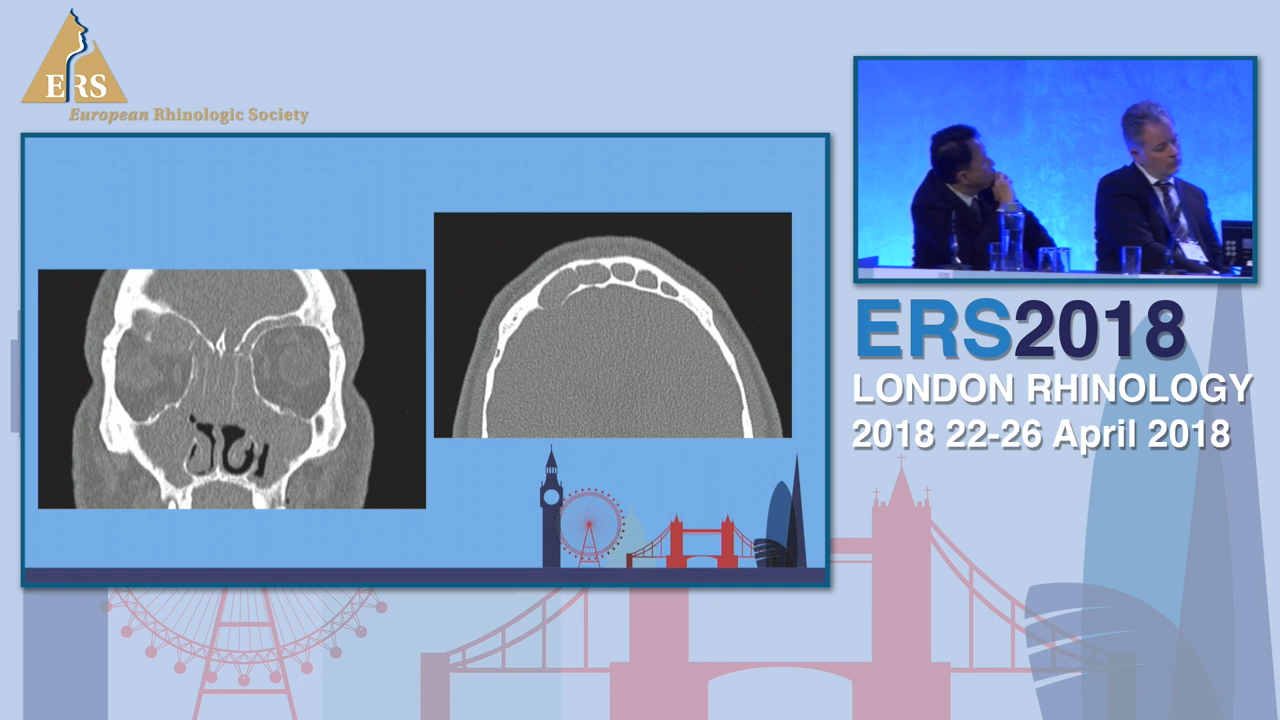 ERS
European Rhinologic Society
ERS2018
LONDON RHINOLOGY
2018 22-26 April 2018